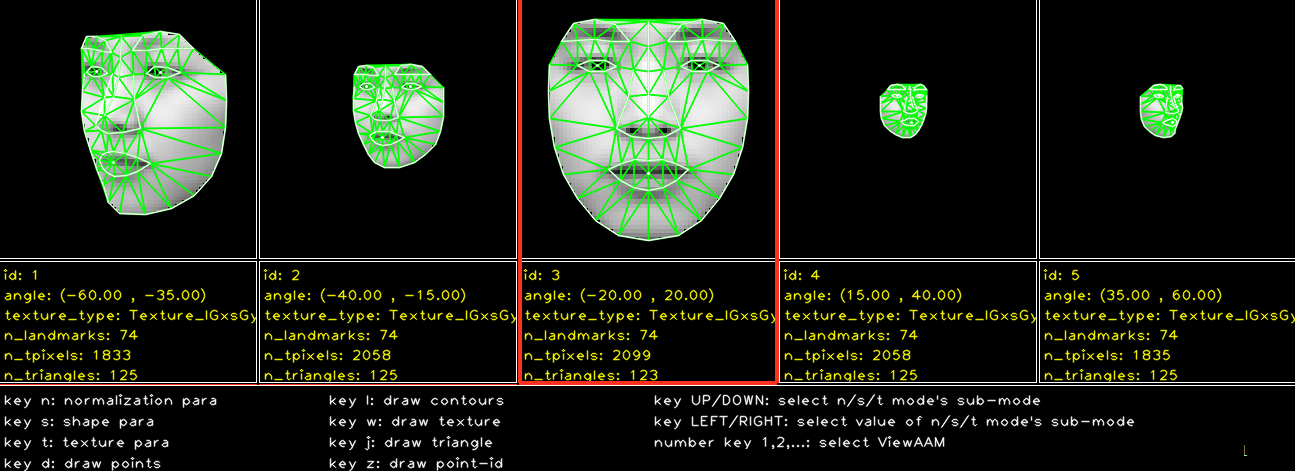 id: 1
angle: (-60.00 , -35.00)
texture_type: Texture_IGxsGy
n_landmarks: 74
n_tpixels: 1833
n_triangles: 125
id: 2
angle: (-40.00 , -15.00)
texture_type: Texture_IGxsGy
n_landmarks: 74
n_tpixels: 2058
n_triangles: 125
id: 3
angle: (-20.00 , 20.00)
texture_type: Texture_IGxsGy
n_landmarks: 74
n_tpixels: 2099
n_triangles: 123
id: 4
angle: (15.00 , 40.00)
texture_type: Texture_IGxsGy
n_landmarks: 74
n_tpixels: 2058
n_triangles: 125
id: 5
angle: (35.00 , 60.00)
texture_type: Texture_IGxsGy
n_landmarks: 74
n_tpixels: 1835
n_triangles: 125
key n: normalization para
key s: shape para
key t: texture para
key d: draw points
key l: draw contours
key w: draw texture
key j: draw triangle
key z: draw point-id
key UP/DOWN: select n/s/t mode's sub-mode
key LEFT/RIGHT: select value of n/s/t mode's sub-mode
number key 1,2,...: select ViewAAM